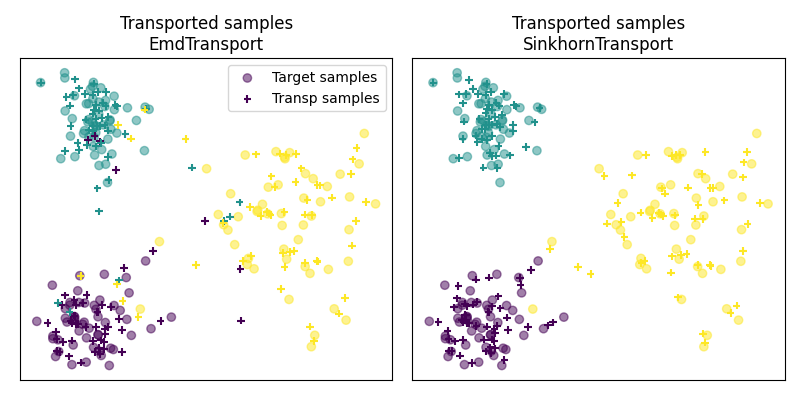 Transported samples
EmdTransport
Target samples
Transp samples
Transported samples
SinkhornTransport